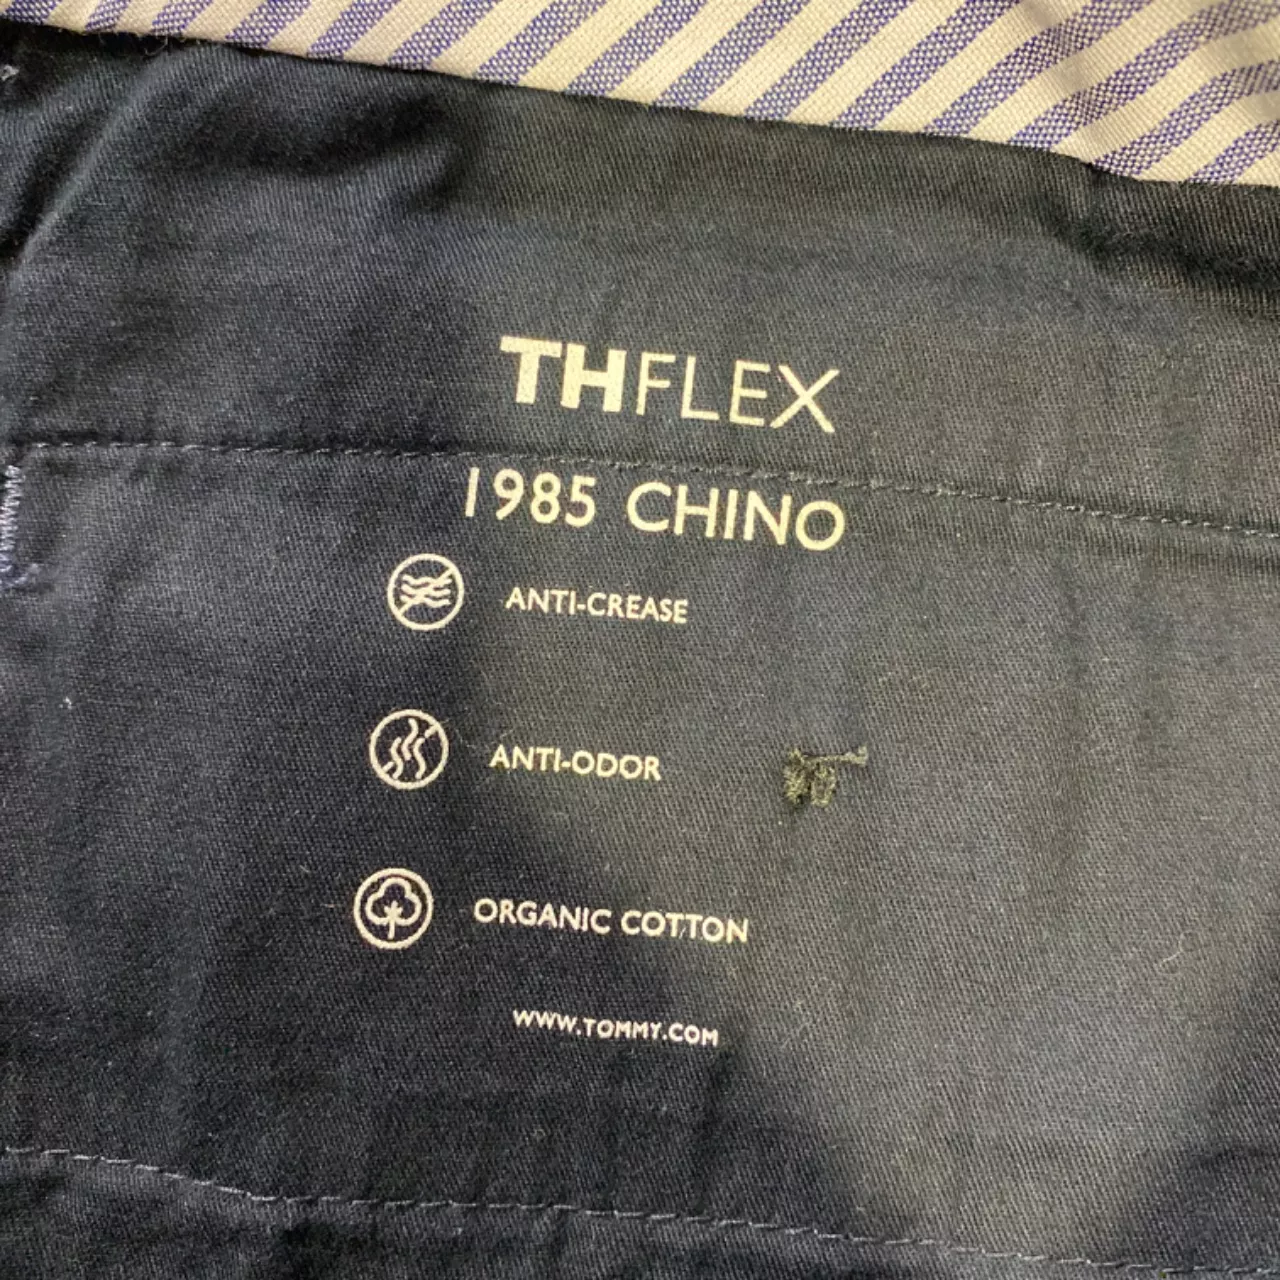 THFLEX
1985 CHINO
ANTI-CREASE
ANTI-ODOR
ORGANIC COTTON
WWW.TOMMY.COM